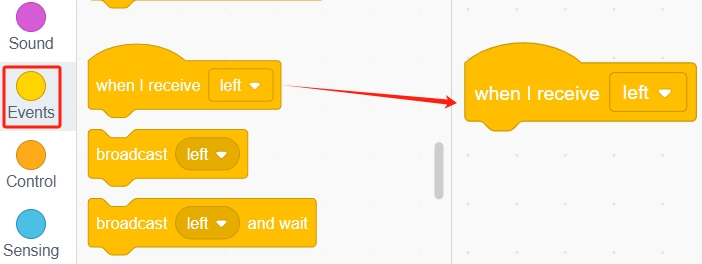 Sound
Events
Control
Sensing
when I receive left
broadcast left
broadcast left and wait
when I receive left